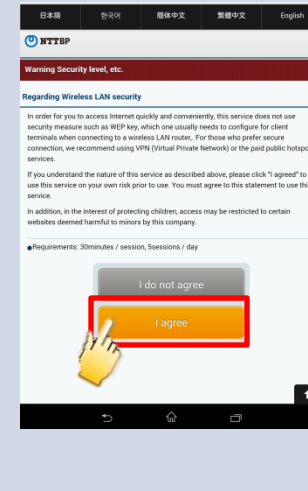 日本語 한국어 簡体中文 繁體中文 English
NTTBP
Warning Security level, etc.
Regarding Wireless LAN security
In order for you to access Internet quickly and conveniently, this service does not use
security measure such as WEP key, which one usually needs to configure for client
terminals when connecting to a wireless LAN router,. For those who prefer secure
connection, we recommend using VPN (Virtual Private Network) or the paid public hotspo
services.
If you understand the nature of this service as described above, please click "I agreed" to
use this service on your own risk prior to use. You must agree to this statement to use thi
service.
In addition, in the interest of protecting children, access may be restricted to certain
websites deemed harmful to minors by this company.
●Requirements: 30minutes / session, 5sessions / day
I do not agree
I agree